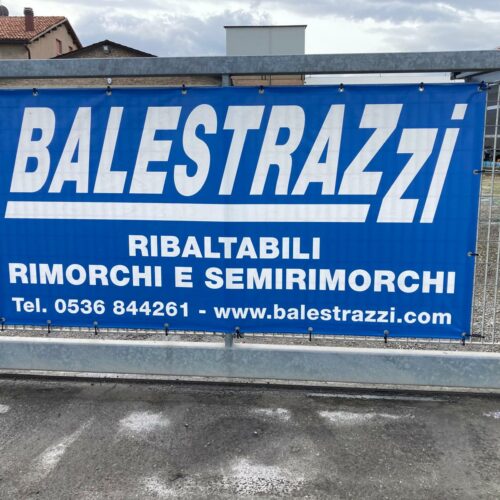 BALESTRAZZI
RIBALTABILI
RIMORCHI E SEMIRIMORCHI
Tel. 0536 844261 - www.balestrazzi.com